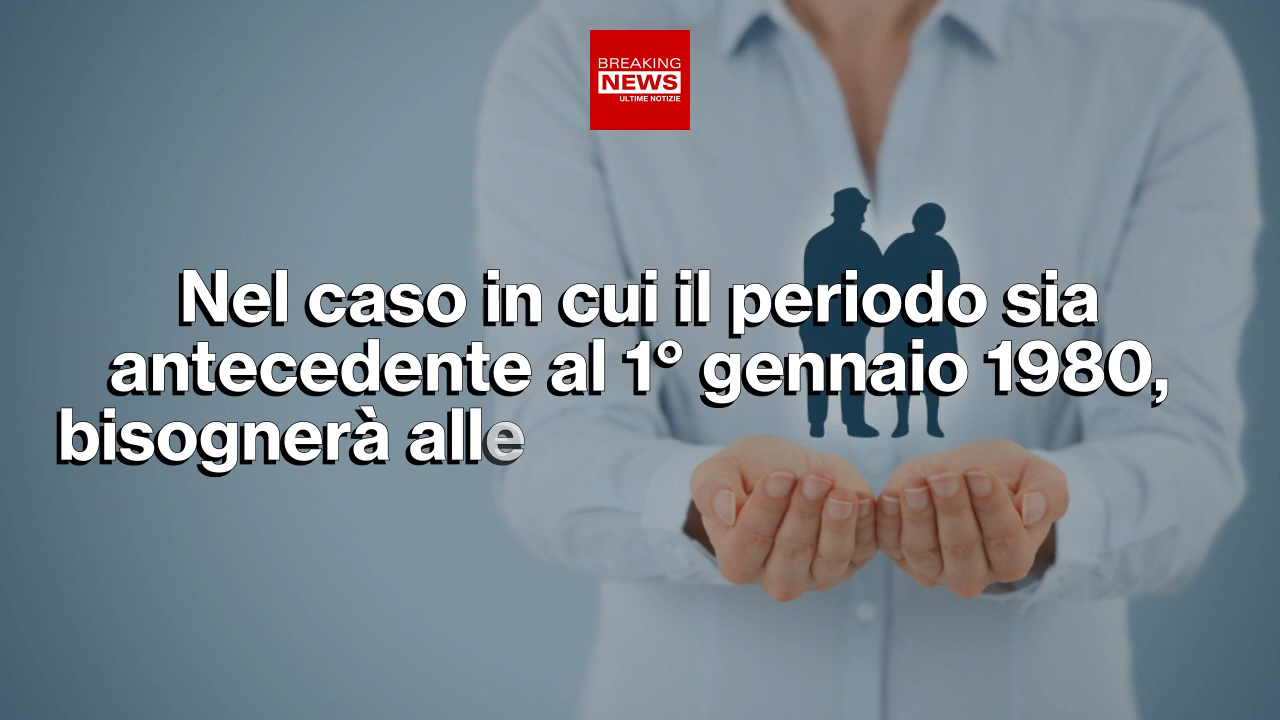 BREAKING
NEWS
ULTIME NOTIZIE
Nel caso in cui il periodo sia
antecedente al 1° gennaio 1980,
bisognerà alle